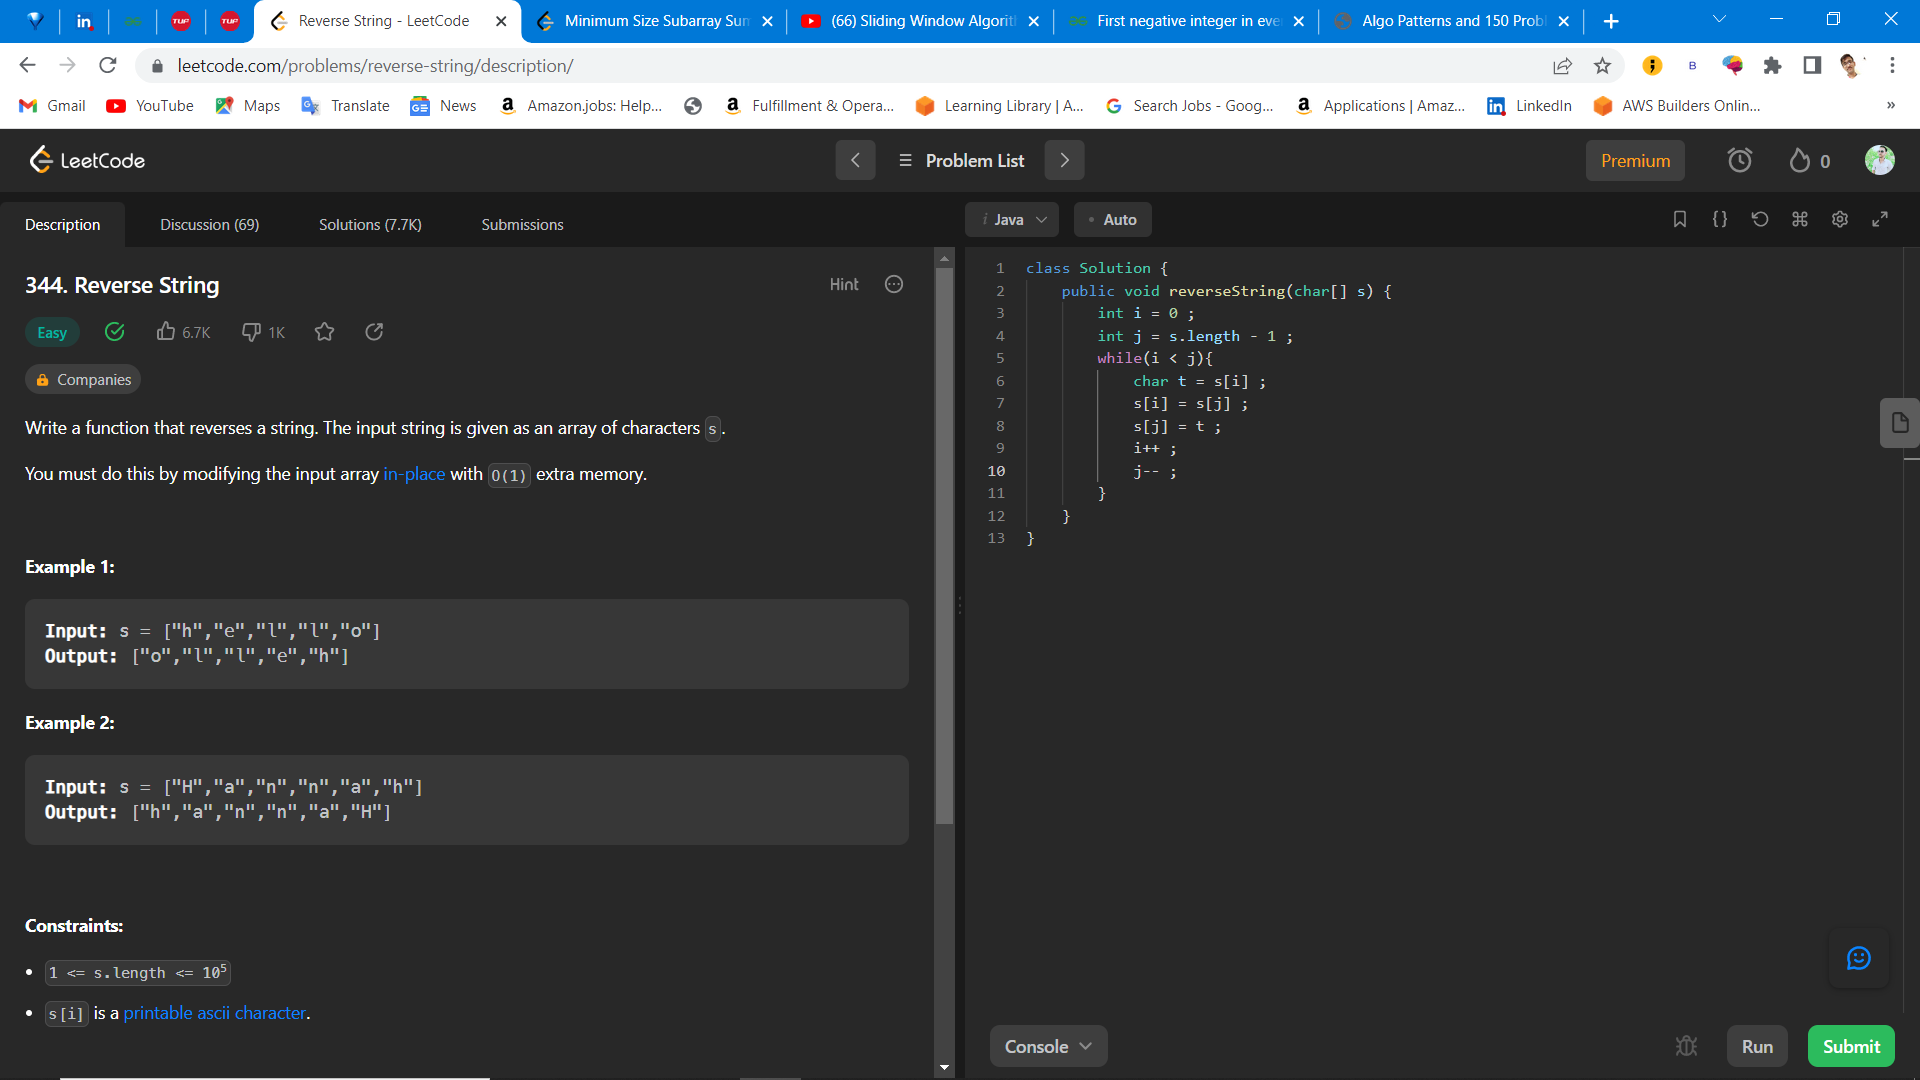 in
TUF
TUF
Reverse String - LeetCode
Minimum Size Subarray Sum
(66) Sliding Window Algorit
First negative integer in eve
Algo Patterns and 150 Probl
leetcode.com/problems/reverse-string/description/
B
Gmail
YouTube
Maps
Translate
News
Amazon.jobs: Help...
Fulfillment & Opera...
Learning Library | A...
Search Jobs - Goog...
Applications | Amaz...
LinkedIn
AWS Builders Onlin...
»
LeetCode
Problem List
Premium
0
Description
Discussion (69)
Solutions (7.7K)
Submissions
i Java
• Auto
344. Reverse String
Hint
Easy
6.7K
1K
Companies
Write a function that reverses a string. The input string is given as an array of characters s.
You must do this by modifying the input array in-place with O(1) extra memory.
Example 1:
Input: s = ["h","e","l","l","o"]
Output: ["o","l","l","e","h"]
Example 2:
Input: s = ["H","a","n","n","a","h"]
Output: ["h","a","n","n","a","H"]
Constraints:
• 1 <= s.length <= 10⁵
• s[i] is a printable ascii character.
1 class Solution {
2 public void reverseString(char[] s) {
3 int i = 0 ;
4 int j = s.length - 1 ;
5 while(i < j){
6 char t = s[i] ;
7 s[i] = s[j] ;
8 s[j] = t ;
9 i++ ;
10 j-- ;
11 }
12 }
13 }
Console
Run
Submit